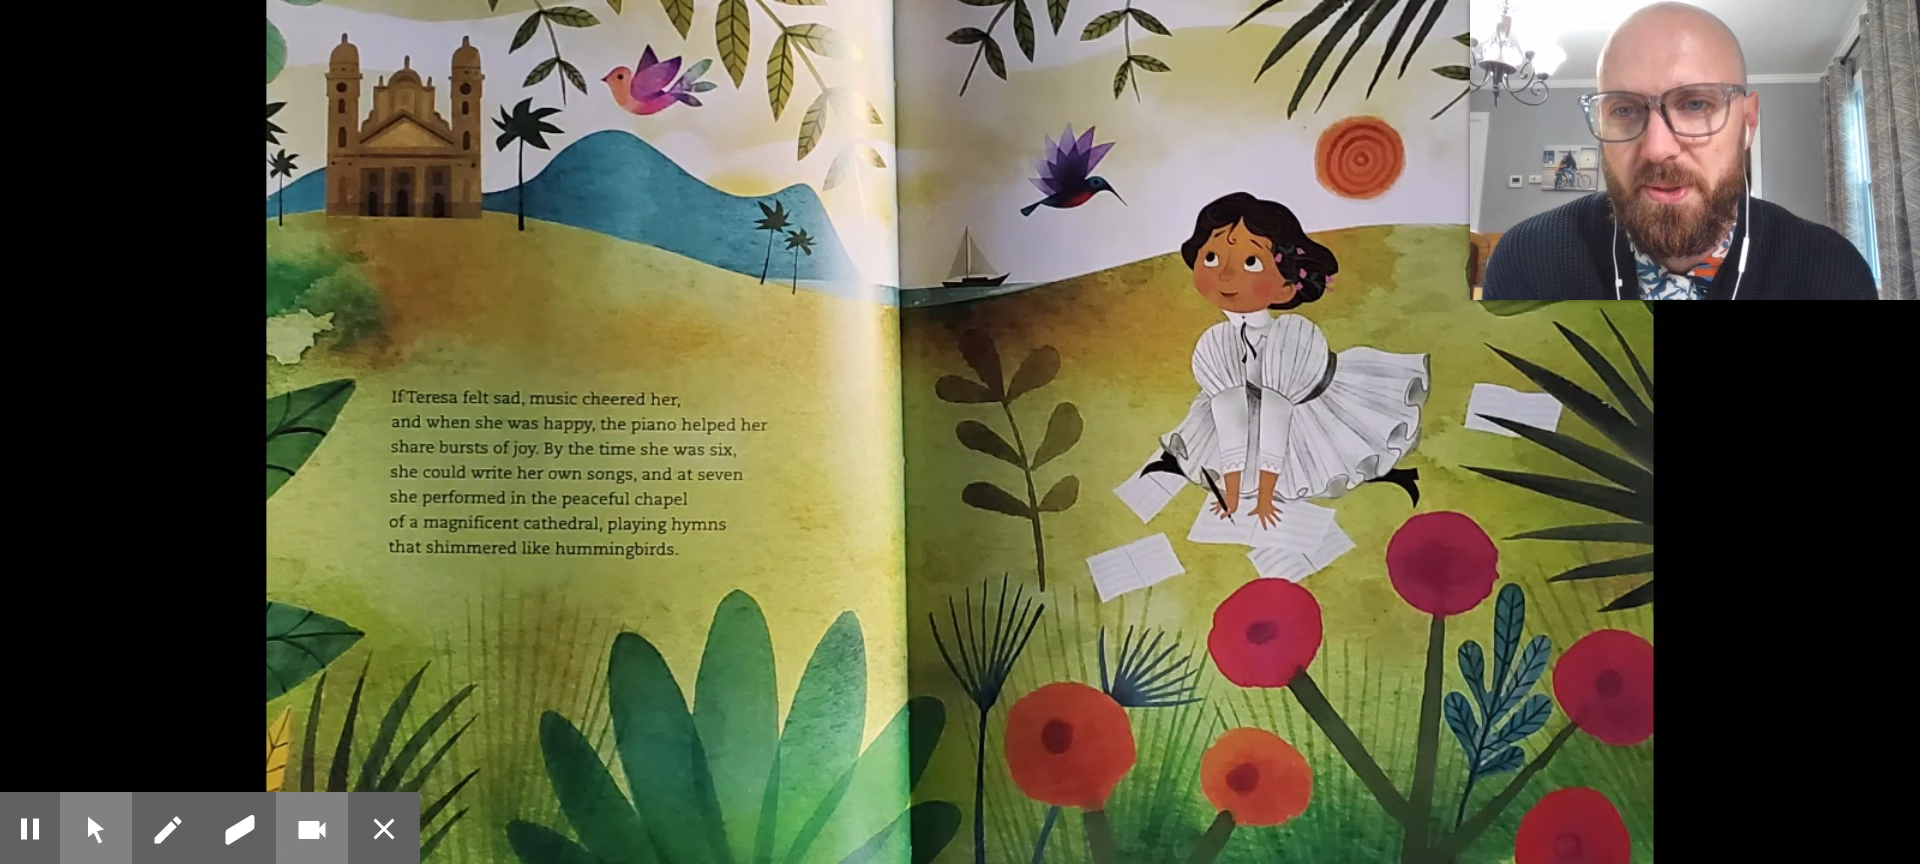 If Teresa felt sad, music cheered her,
and when she was happy, the piano helped her
share bursts of joy. By the time she was six,
she could write her own songs, and at seven
she performed in the peaceful chapel
of a magnificent cathedral, playing hymns
that shimmered like hummingbirds.